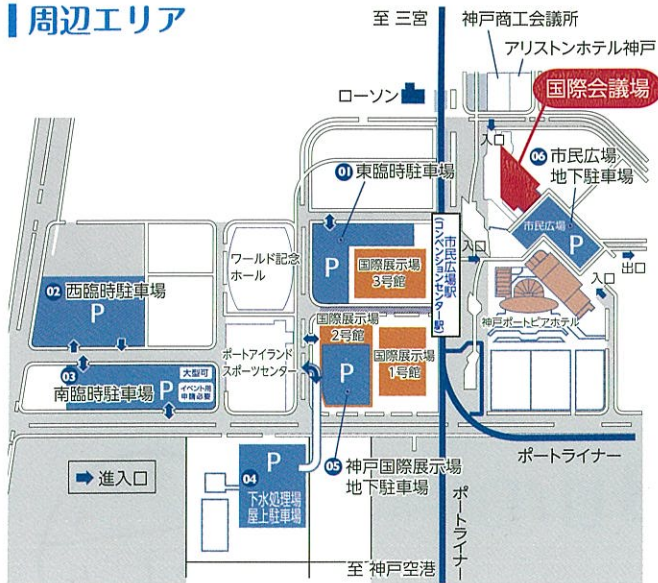 周辺エリア
至 三宮
神戸商工会議所
アリストンホテル神戸
国際会議場
ローソン
入口
06 市民広場
地下駐車場
01 東臨時駐車場
市民広場
P
ワールド記念
ホール
P
国際展示場
3号館
市民広場駅
(コンベンションセンター駅)
入口
出口
入口
02 西臨時駐車場
P
神戸ポートピアホテル
国際展示場
2号館
ポートアイランド
スポーツセンター
P
国際展示場
1号館
03
南臨時駐車場
P
大型可
イベント用
申請必要
ポートライナー
進入口
P
04
下水処理場
屋上駐車場
05 神戸国際展示場
地下駐車場
ポートライナー
至 神戸空港